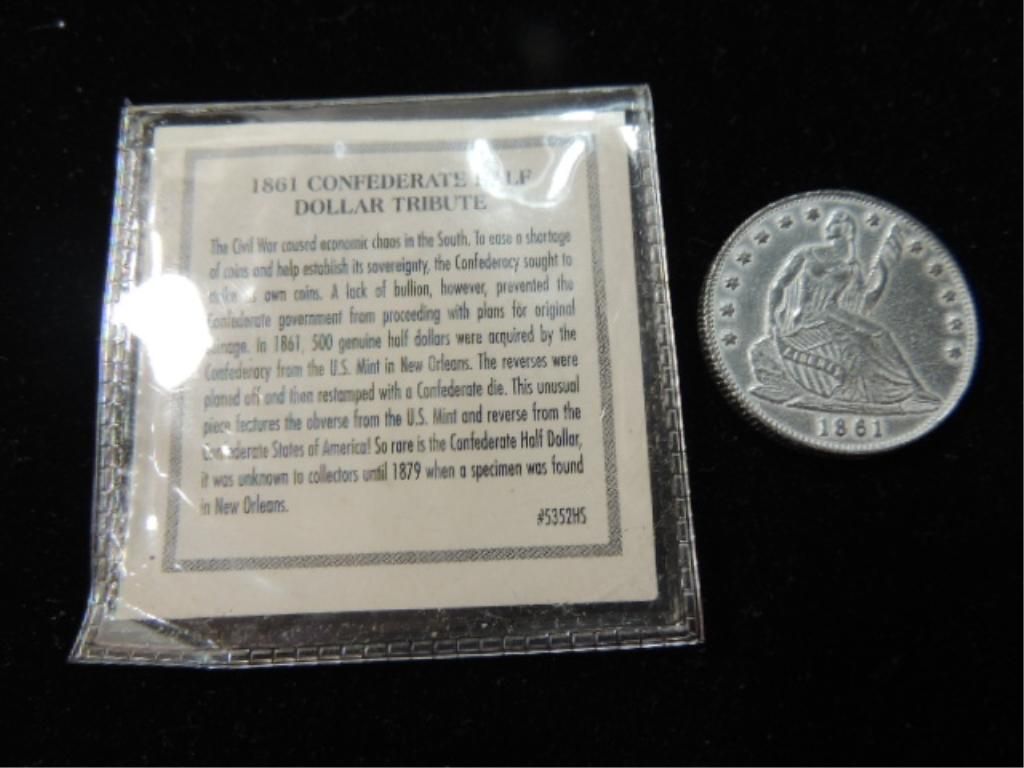 1861 CONFEDERATE
DOLLAR TRIBUTE
The Civil War caused economic chaos in the South. To ease a shortage
of coins and help establish its sovereignty, the Confederacy sought to
own coins. A lack of bullion, however, prevented the
Confederate government from proceeding with plans for original
In 1861, 500 genuine half dollars were acquired by the
Confederacy from the U.S. Mint in New Orleans. The reverses were
planed off and then restamped with a Confederate die. This unusual
piece features the obverse from the U.S. Mint and reverse from the
Confederate States of America! So rare is the Confederate Half Dollar,
it was unknown to collectors until 1879 when a specimen was found
in New Orleans.
#5352HS
1861